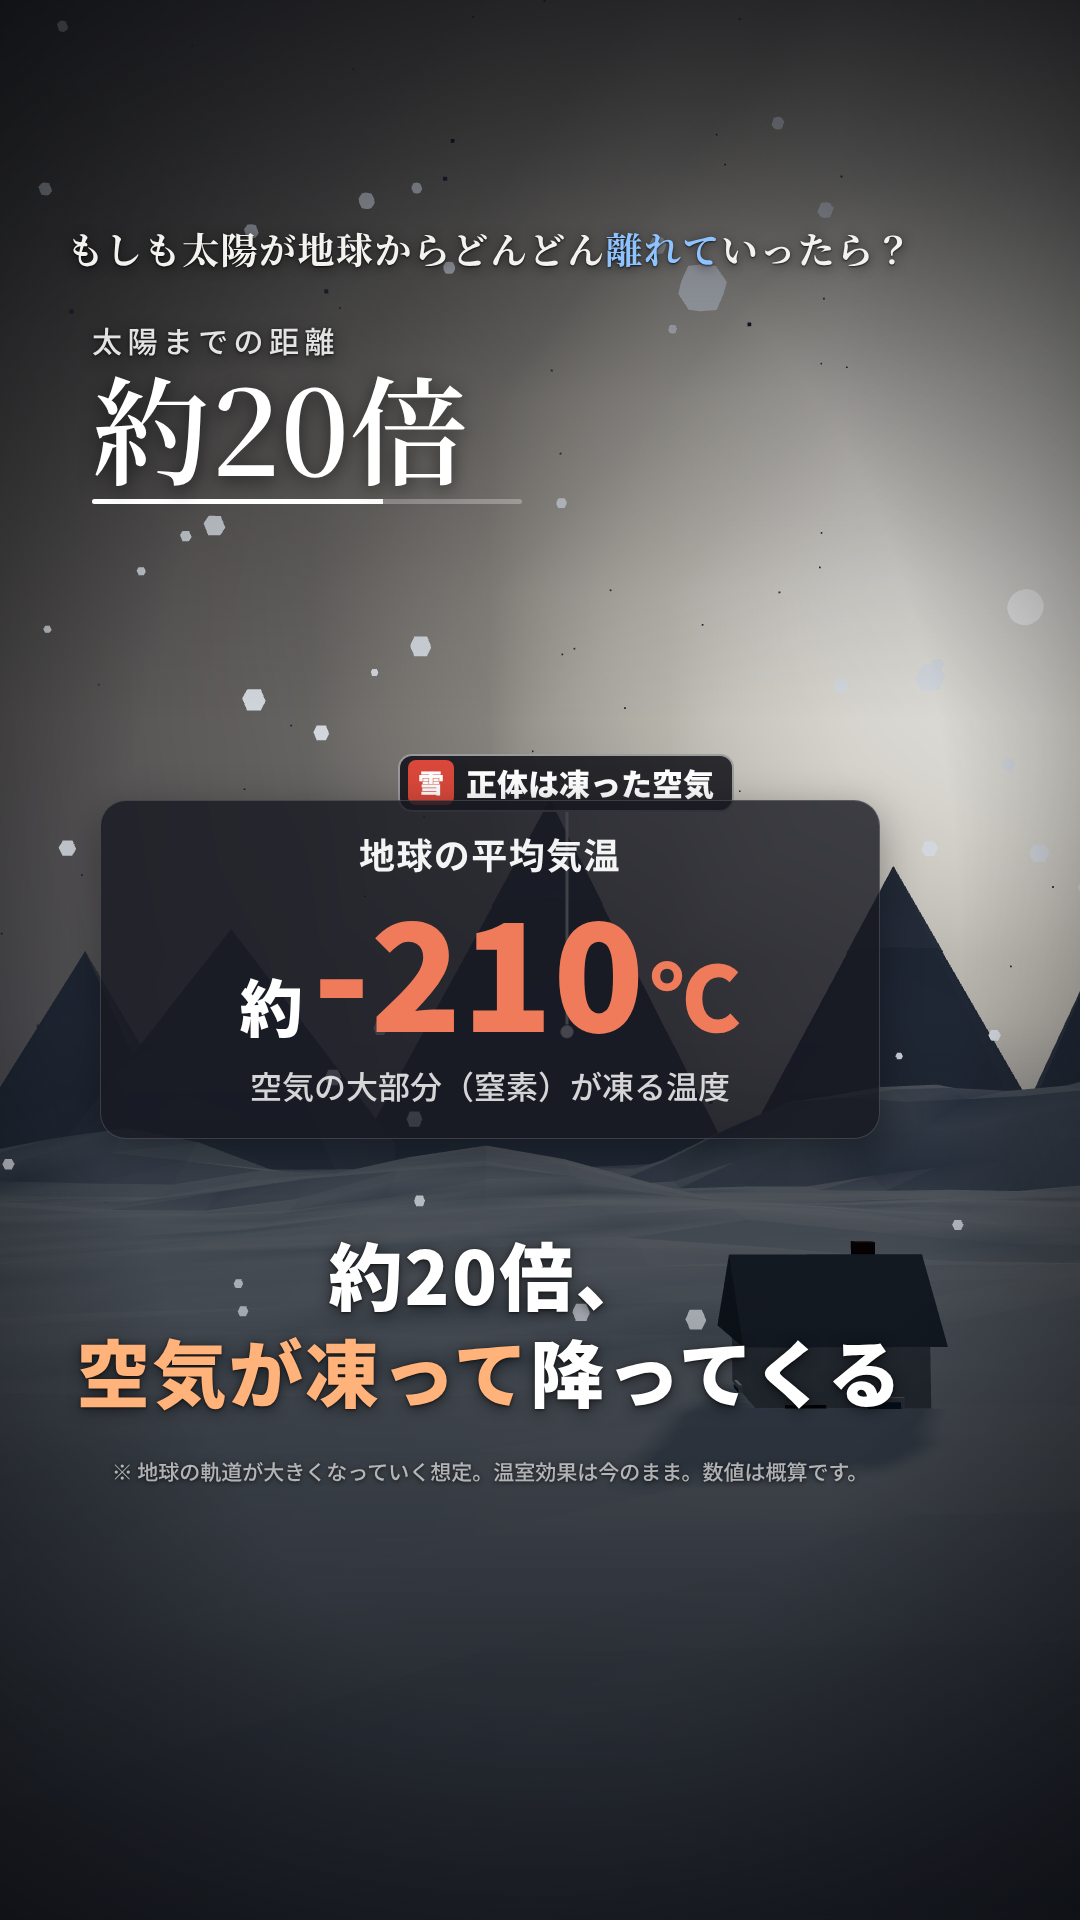 もしも太陽が地球からどんどん離れていったら？
太陽までの距離
約20倍
雪 正体は凍った空気
地球の平均気温
約-210℃
空気の大部分（窒素）が凍る温度
約20倍、
空気が凍って降ってくる
※ 地球の軌道が大きくなっていく想定。温室効果は今のまま。数値は概算です。